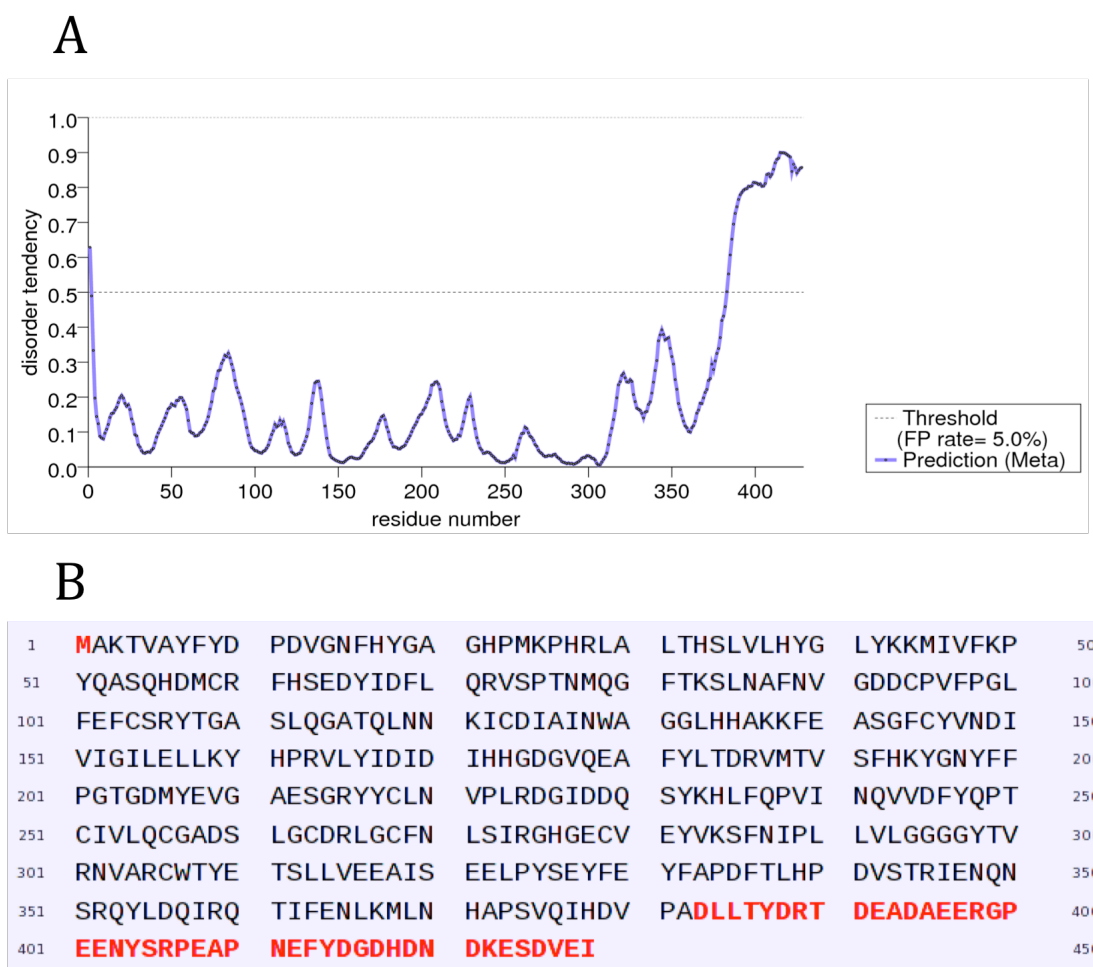 A
1.0
0.9
0.8
0.7
0.6
0.5
0.4
0.3
0.2
0.1
0.0
disorder tendency
0 50 100 150 200 250 300 350 400
residue number
Threshold
(FP rate= 5.0%)
Prediction (Meta)
B
1 MAKTVAYFYD PDVGNFHYGA GHPMKPHRLA LTHSLVLHYG LYKKMIVFKP 50
51 YQASQHDMCR FHSEDYIDFL QRVSPTNMQG FTKSLNAFNV GDDCPVFPGL 10
101 FEFCSRYTGA SLQGATQLNN KICDIAINWA GGLHHAKKFE ASGFCYVNDI 150
151 VIGILELLKY HPRVLYIDID IHHGDGVQEA FYLTDRVMTV SFHKYGNYFF 20
201 PGTGDMYEVG AESGRYYCLN VPLRDGIDDQ SYKHLFQPVI NQVVDFYQPT 250
251 CIVLQCGADS LGCDRLGCFN LSIRGHGECV EYVKSFNIPL LVLGGGGYTV 30
301 RNVARCWTYE TSLLVEEAIS EELPYSEYFE YFAPDFTLHP DVSTRIENQN 350
351 SRQYLDQIRQ TIFENLKMLN HAPSVQIHDV PADLLTYDRT DEADAEERGP 400
401 EENYSRPEAP NEFYDGDHDN DKESDVEI 450